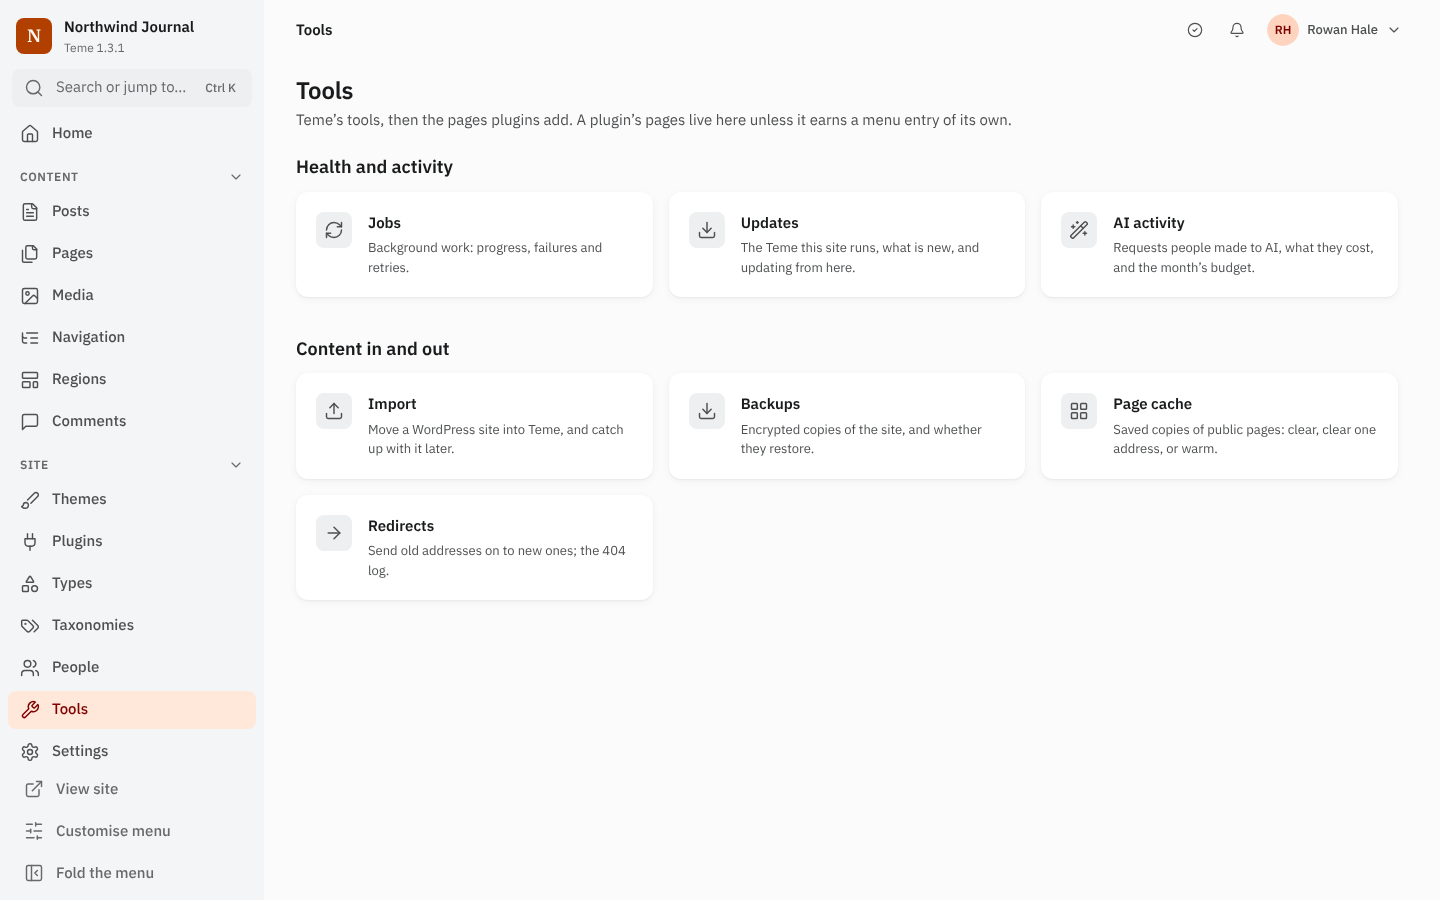 Northwind Journal
Teme 1.3.1
Search or jump to... Ctrl K
Home
CONTENT
Posts
Pages
Media
Navigation
Regions
Comments
SITE
Themes
Plugins
Types
Taxonomies
People
Tools
Settings
View site
Customise menu
Fold the menu
Tools
RH Rowan Hale
Tools
Teme’s tools, then the pages plugins add. A plugin’s pages live here unless it earns a menu entry of its own.
Health and activity
Jobs
Background work: progress, failures and
retries.
Updates
The Teme this site runs, what is new, and
updating from here.
AI activity
Requests people made to AI, what they cost,
and the month’s budget.
Content in and out
Import
Move a WordPress site into Teme, and catch
up with it later.
Backups
Encrypted copies of the site, and whether
they restore.
Page cache
Saved copies of public pages: clear, clear one
address, or warm.
Redirects
Send old addresses on to new ones; the 404
log.